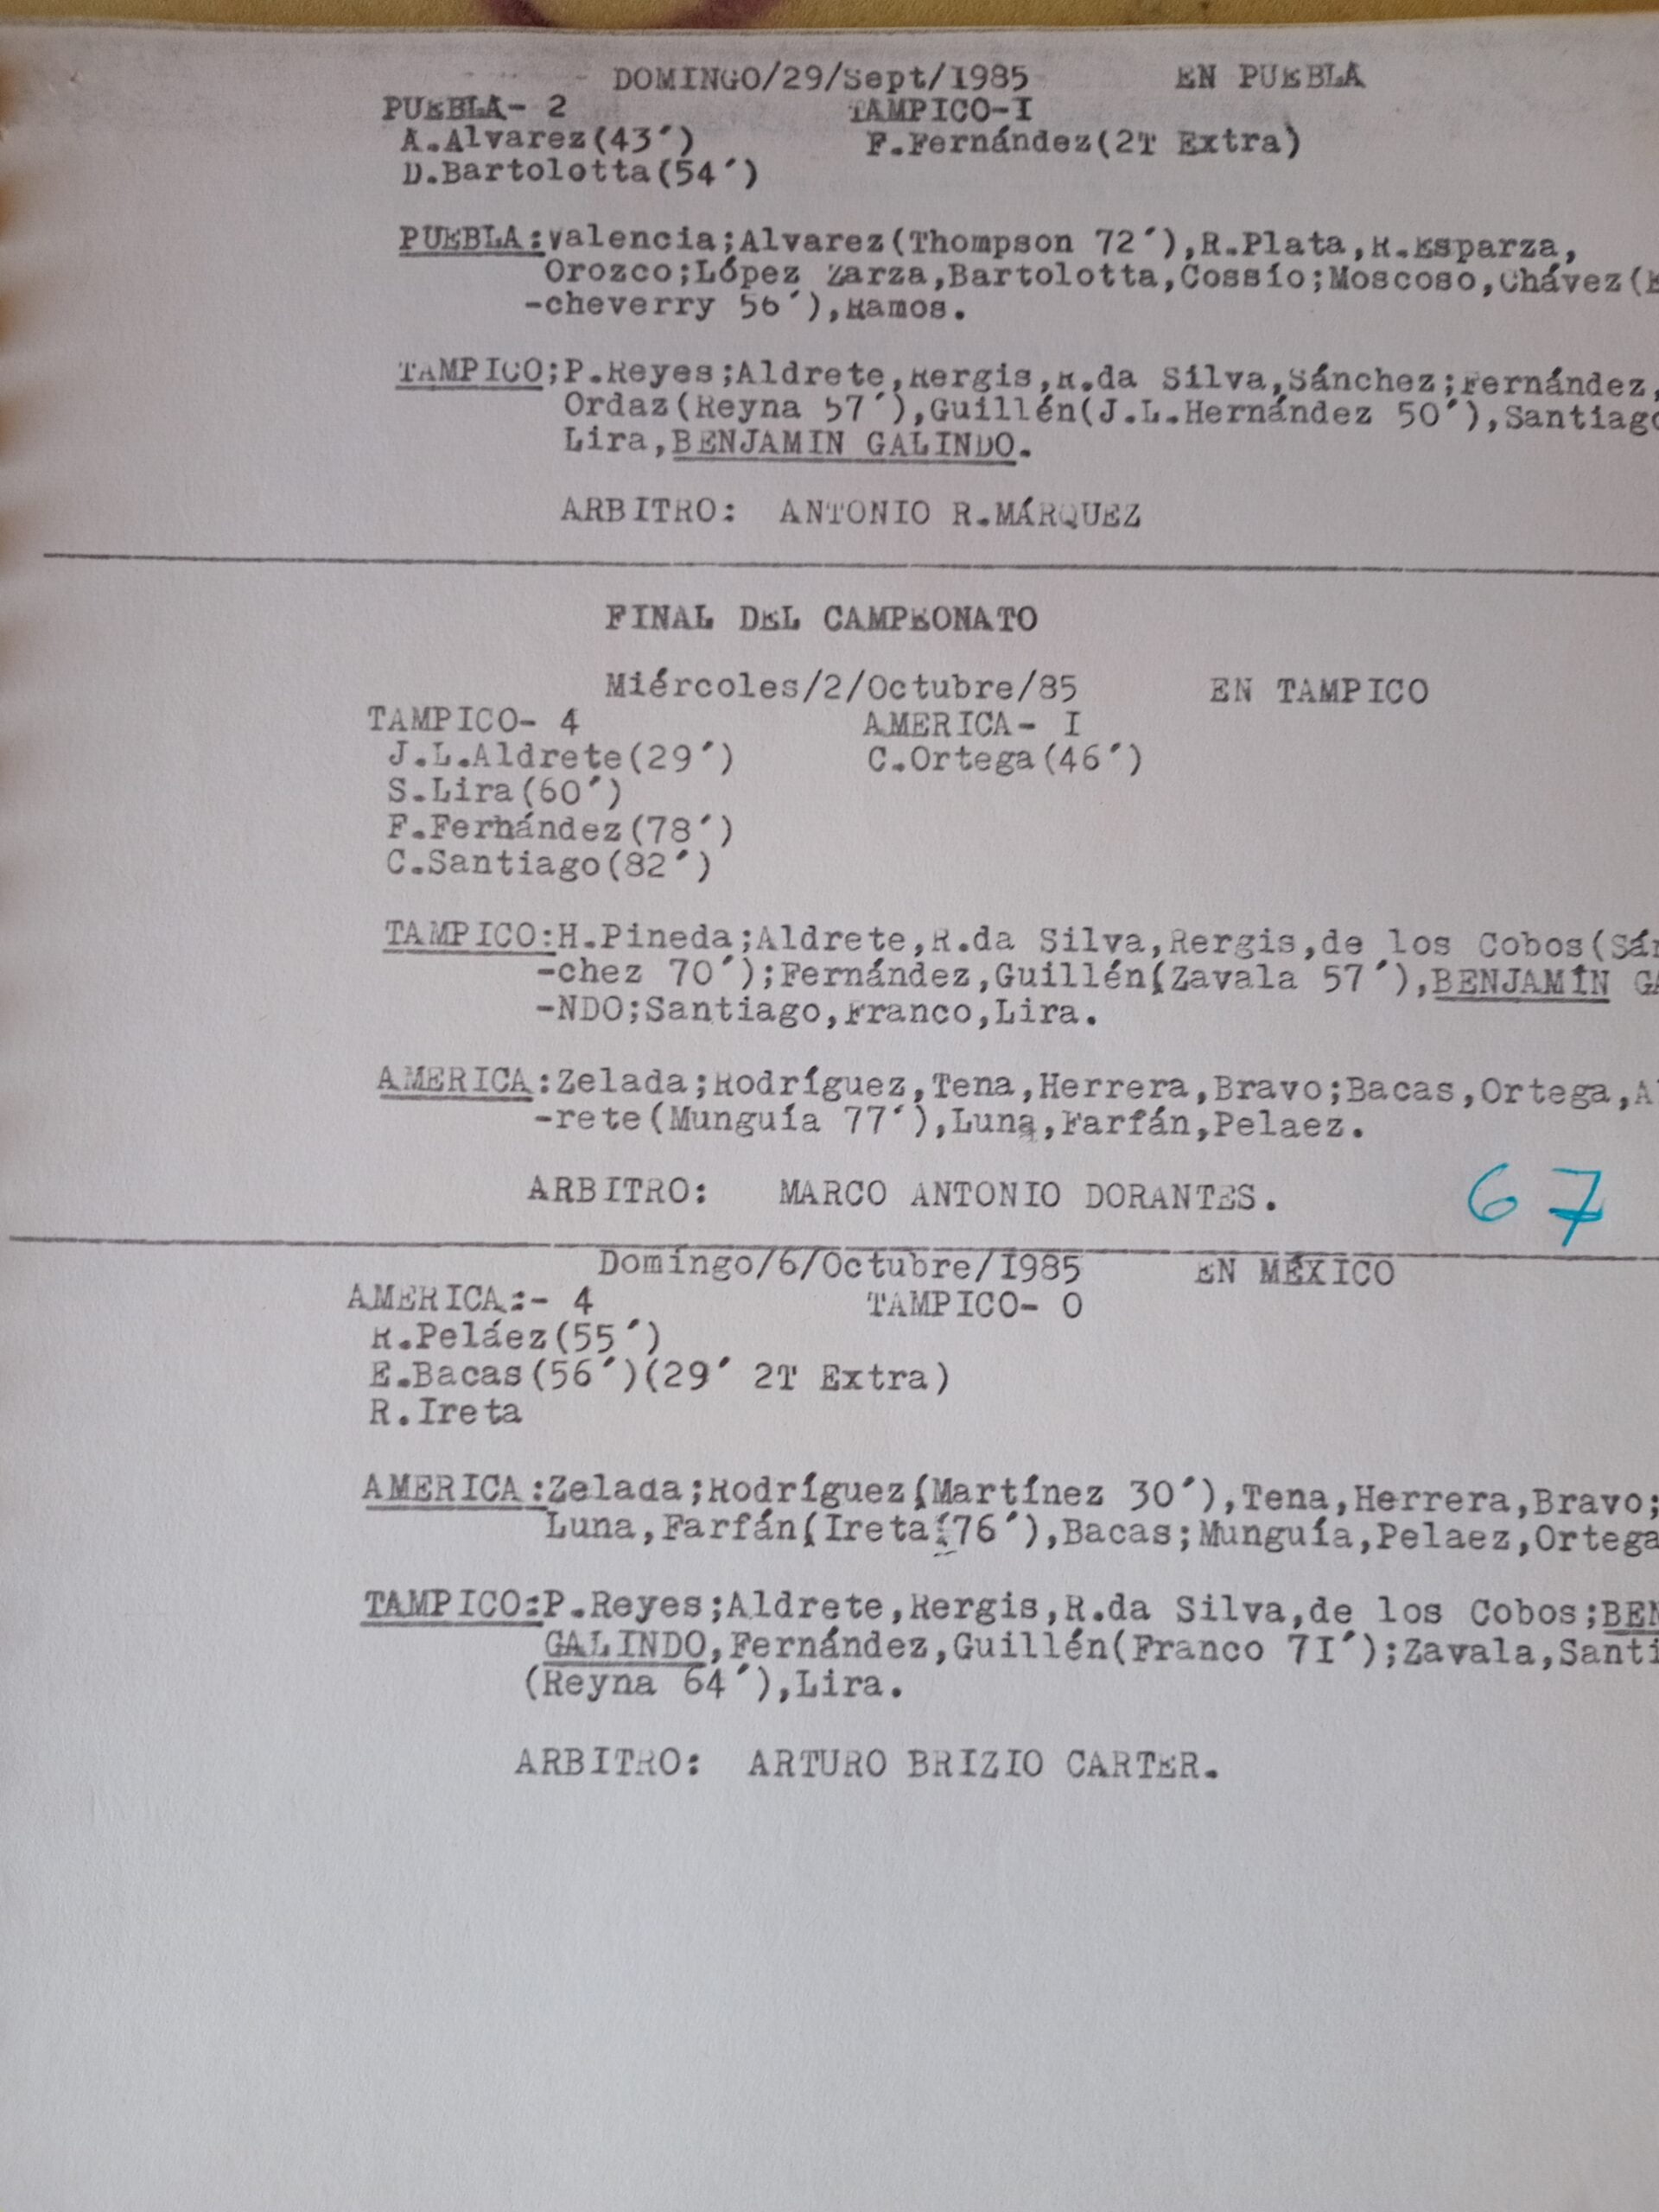 DOMINGO/29/Sept/I985 EN PUEBLA
PUEBLA- 2 TAMPICO-I
A.Alvarez(43´) F.Fernández(2T Extra)
D.Bartolotta(54´)
PUEBLA:Valencia;Alvarez(Thompson 72´),R.Plata,R.Esparza,
Orozco;López Zarza,Bartolotta,Cossío;Moscoso,Chávez(E
-cheverry 56´),Ramos.
TAMPICO;P.Reyes;Aldrete,Rergis,R.da Silva,Sánchez;Fernández,
Ordaz(Reyna 57´),Guillén(J.L.Hernández 50´),Santiago
Lira,BENJAMIN GALINDO.
ARBITRO: ANTONIO R.MÁRQUEZ
FINAL DEL CAMPEONATO
Miércoles/2/Octubre/85 EN TAMPICO
TAMPICO- 4 AMERICA- I
J.L.Aldrete(29´) C.Ortega(46´)
S.Lira(60´)
F.Fernández(78´)
C.Santiago(82´)
TAMPICO:H.Pineda;Aldrete,R.da Silva,Rergis,de los Cobos(Sán
-chez 70´);Fernández,Guillén(Zavala 57´),BENJAMÍN GA
-NDO;Santiago,Franco,Lira.
AMERICA:Zelada;Rodríguez,Tena,Herrera,Bravo;Bacas,Ortega,A
-rete(Munguía 77´),Luna,Farfán,Pelaez.
ARBITRO: MARCO ANTONIO DORANTES.
67
Domingo/6/Octubre/I985 EN MÉXICO
AMERICA:- 4 TAMPICO- O
R.Peláez(55´)
E.Bacas(56´)(29´ 2T Extra)
R.Ireta
AMERICA:Zelada;Rodríguez(Martínez 30´),Tena,Herrera,Bravo;
Luna,Farfán(Ireta 76´),Bacas;Munguía,Pelaez,Ortega
TAMPICO:P.Reyes;Aldrete,Rergis,R.da Silva,de los Cobos;BEN
GALINDO,Fernández,Guillén(Franco 7I´);Zavala,Santi
(Reyna 64´),Lira.
ARBITRO: ARTURO BRIZIO CARTER.